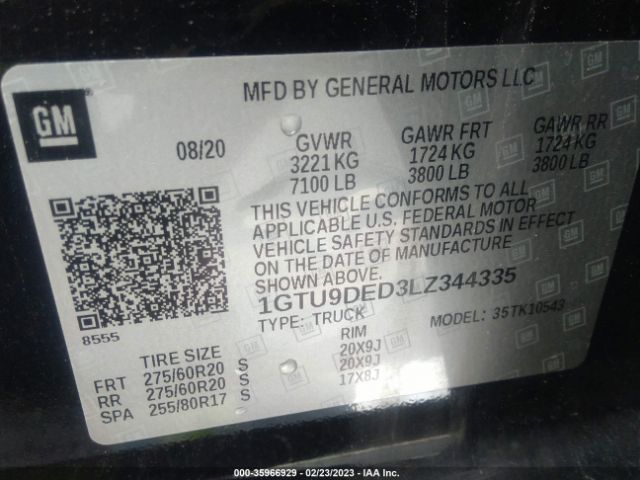 GM
MFD BY GENERAL MOTORS LLC
08/20
GVWR GAWR FRT GAWR RR
3221 KG 1724 KG 1724 KG
7100 LB 3800 LB 3800 LB
THIS VEHICLE CONFORMS TO ALL
APPLICABLE U.S. FEDERAL MOTOR
VEHICLE SAFETY STANDARDS IN EFFECT
ON THE DATE OF MANUFACTURE
SHOWN ABOVE.
1GTU9DED3LZ344335
8555
TYPE: TRUCK MODEL: 35TK10543
TIRE SIZE RIM
FRT 275/60R20 S 20X9J
RR 275/60R20 S 20X9J
SPA 255/80R17 S 17X8J
000-35966929 - 02/23/2023 - IAA Inc.